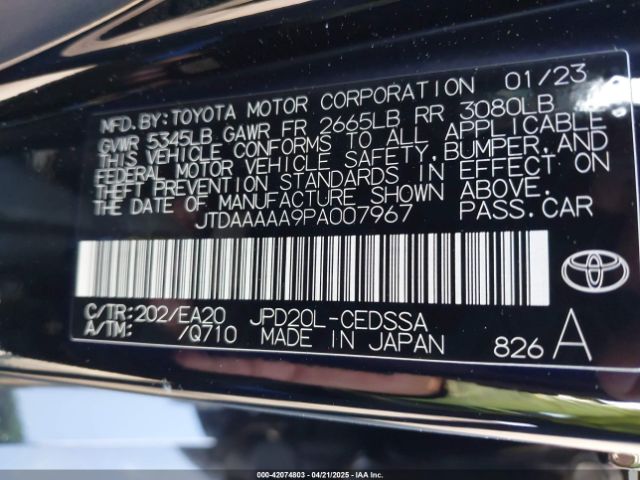 MFD.BY:TOYOTA MOTOR CORPORATION 01/23
GVWR 5345LB GAWR FR 2665LB RR 3080LB
THIS VEHICLE CONFORMS TO ALL APPLICABLE
FEDERAL MOTOR VEHICLE SAFETY,BUMPER,AND
THEFT PREVENTION STANDARDS IN EFFECT ON
THE DATE OF MANUFACTURE SHOWN ABOVE.
JTDAAAAA9PA007967 PASS.CAR
C/TR:202/EA20 JPD20L-CEDSSA
A/TM: /Q710 MADE IN JAPAN 826 A
000-42074803 - 04/21/2025 - IAA Inc.